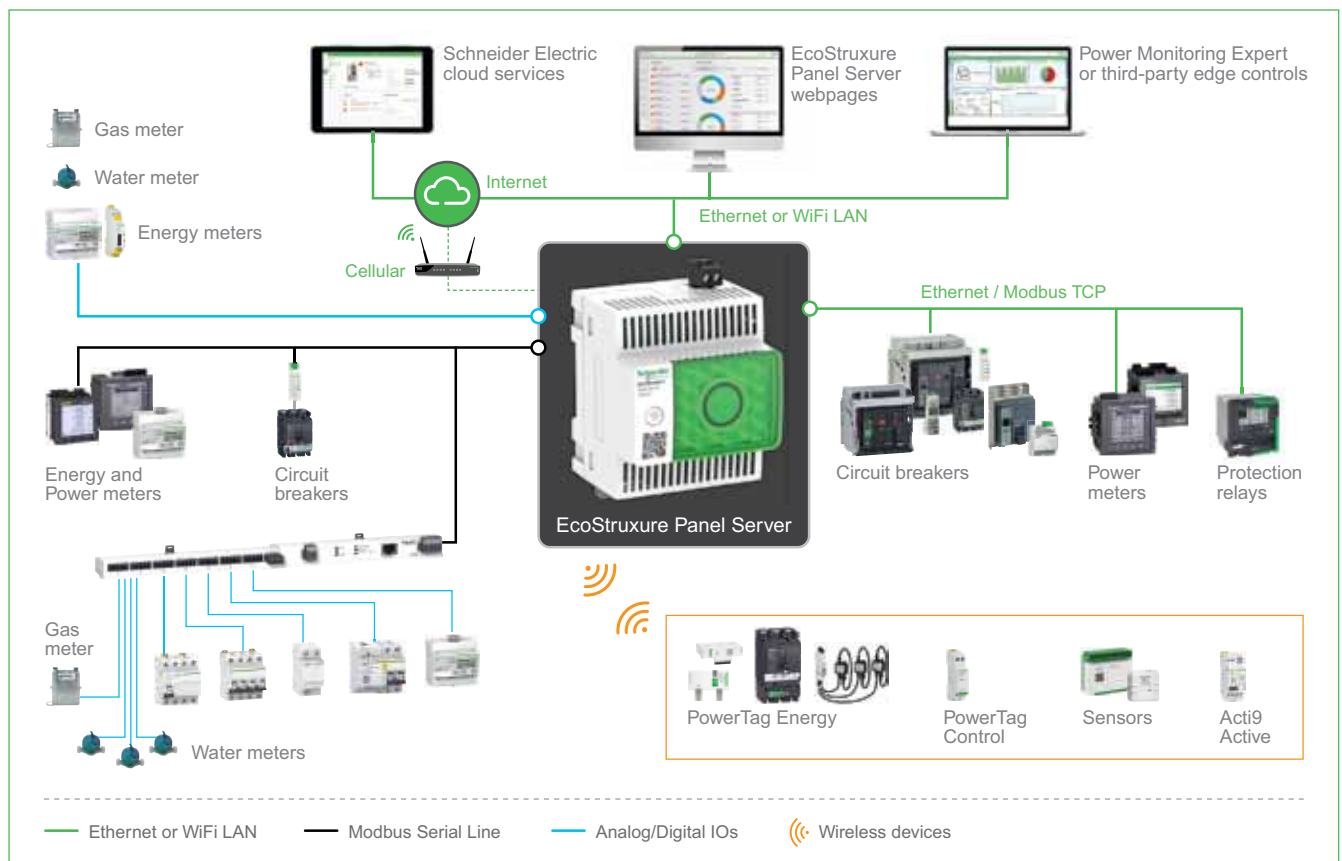 Schneider Electric
cloud services
EcoStruxure
Panel Server
webpages
Power Monitoring Expert
or third-party edge controls
Gas meter
Water meter
Energy meters
Internet
Ethernet or WiFi LAN
Cellular
Ethernet / Modbus TCP
Energy and
Power meters
Circuit
breakers
EcoStruxure Panel Server
Circuit breakers
Power
meters
Protection
relays
Gas
meter
Water meters
PowerTag Energy
PowerTag
Control
Sensors
Acti9
Active
Ethernet or WiFi LAN
Modbus Serial Line
Analog/Digital IOs
Wireless devices